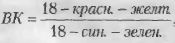 ВК = 18 – красн. – желт.
18 – син. – зелен.,